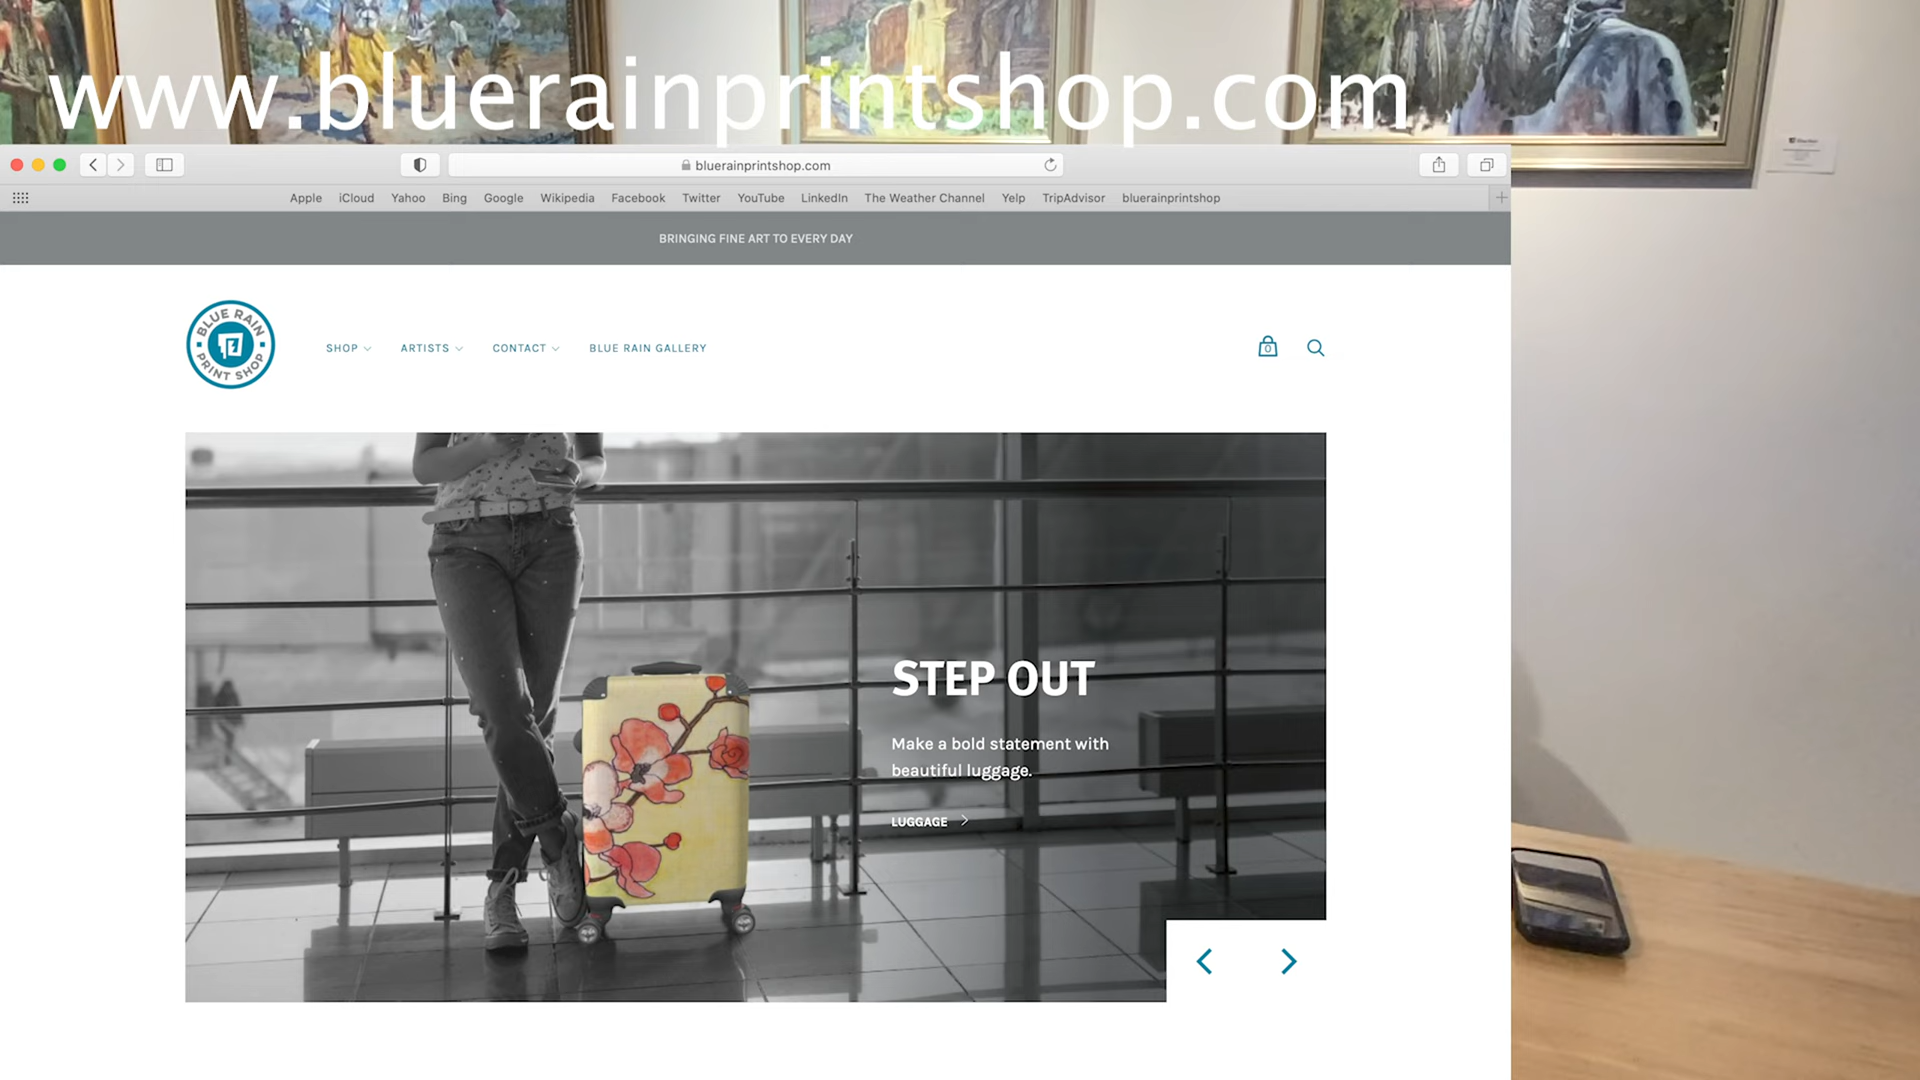 www.bluerainprintshop.com
bluerainprintshop.com
Apple iCloud Yahoo Bing Google Wikipedia Facebook Twitter YouTube LinkedIn The Weather Channel Yelp TripAdvisor bluerainprintshop
BRINGING FINE ART TO EVERY DAY
BLUE RAIN
PRINT SHOP
SHOP ARTISTS CONTACT BLUE RAIN GALLERY
0
STEP OUT
Make a bold statement with
beautiful luggage.
LUGGAGE